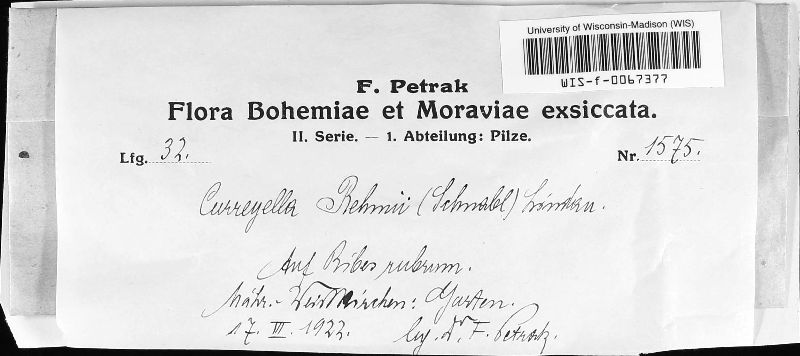 University of Wisconsin-Madison (WIS)
WIS-f-0067377
F. Petrak
Flora Bohemiae et Moraviae exsiccata.
II. Serie. — 1. Abteilung: Pilze.
Lfg. 32.
Nr. 1575.
Curreyella Rehmii (Schnabl) Lindau.
Auf Ribes rubrum.
Mähr.-Weisskirchen: Garten.
17. III. 1922. leg. Dr. F. Petrak.